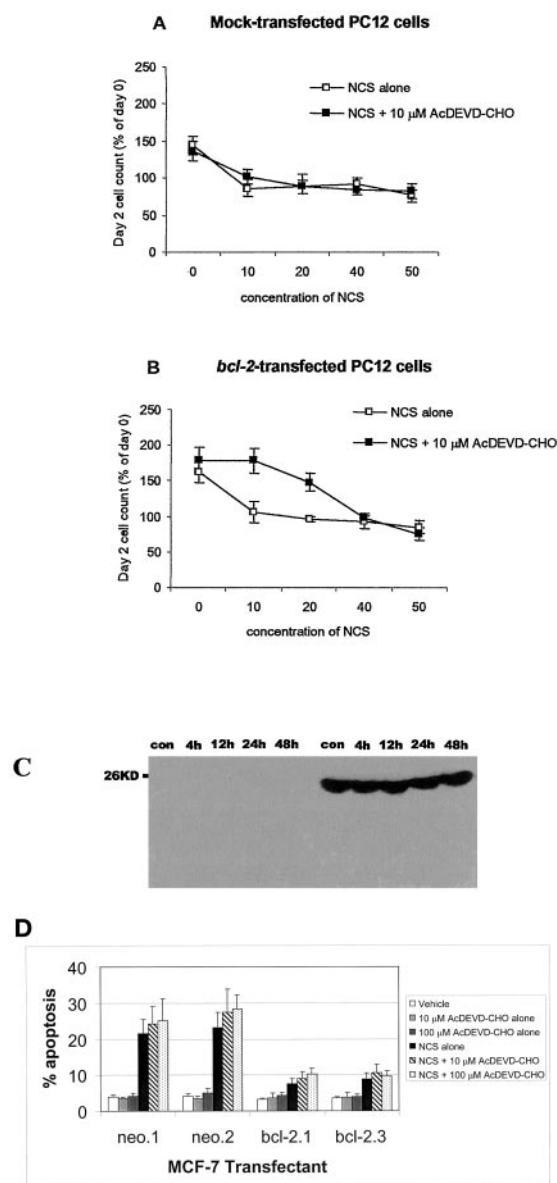 A Mock-transfected PC12 cells
NCS alone
NCS + 10 µM AcDEVD-CHO
Day 2 cell count (% of day 0)
250
200
150
100
50
0
0 10 20 40 50
concentration of NCS
B bcl-2-transfected PC12 cells
NCS alone
NCS + 10 µM AcDEVD-CHO
Day 2 cell count (% of day 0)
250
200
150
100
50
0
0 10 20 40 50
concentration of NCS
C
con 4h 12h 24h 48h con 4h 12h 24h 48h
26KD
D
% apoptosis
40
30
20
10
0
neo.1 neo.2 bcl-2.1 bcl-2.3
MCF-7 Transfectant
Vehicle
10 µM AcDEVD-CHO alone
100 µM AcDEVD-CHO alone
NCS alone
NCS + 10 µM AcDEVD-CHO
NCS + 100 µM AcDEVD-CHO